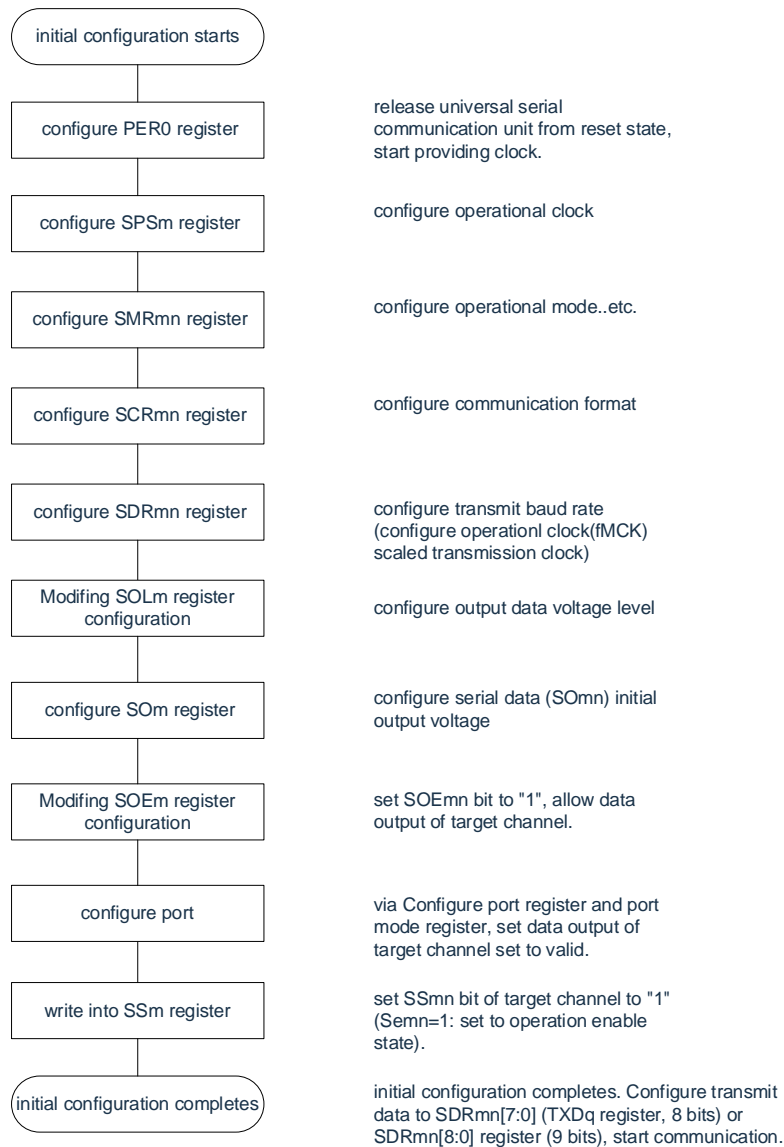 initial configuration starts
configure PER0 register
release universal serial
communication unit from reset state,
start providing clock.
configure SPSm register
configure operational clock
configure SMRmn register
configure operational mode..etc.
configure SCRmn register
configure communication format
configure SDRmn register
configure transmit baud rate
(configure operationl clock(fMCK)
scaled transmission clock)
Modifing SOLm register
configuration
configure output data voltage level
configure SOm register
configure serial data (SOmn) initial
output voltage
Modifing SOEm register
configuration
set SOEmn bit to "1", allow data
output of target channel.
configure port
via Configure port register and port
mode register, set data output of
target channel set to valid.
write into SSm register
set SSmn bit of target channel to "1"
(Semn=1: set to operation enable
state).
initial configuration completes
initial configuration completes. Configure transmit
data to SDRmn[7:0] (TXDq register, 8 bits) or
SDRmn[8:0] register (9 bits), start communication.